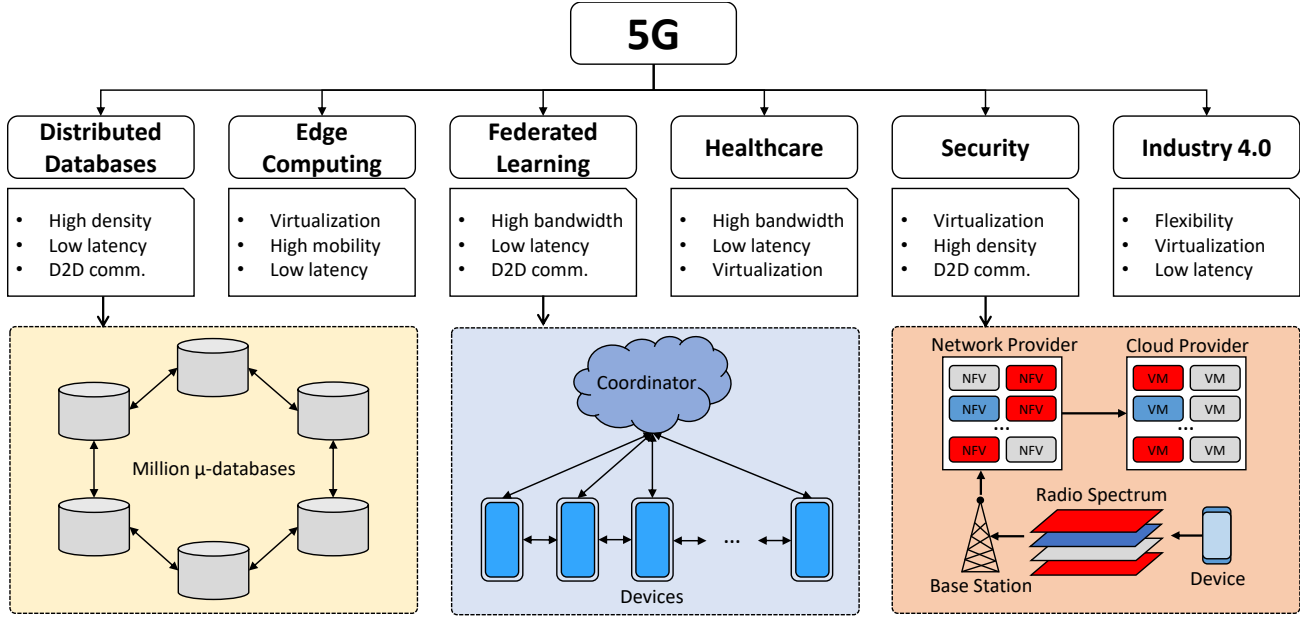 5G
Distributed
Databases
Edge
Computing
Federated
Learning
Healthcare
Security
Industry 4.0
• High density
• Low latency
• D2D comm.
• Virtualization
• High mobility
• Low latency
• High bandwidth
• Low latency
• D2D comm.
• High bandwidth
• Low latency
• Virtualization
• Virtualization
• High density
• D2D comm.
• Flexibility
• Virtualization
• Low latency
Million μ-databases
Coordinator
...
Devices
Network Provider
NFV NFV
NFV NFV
...
NFV NFV
Cloud Provider
VM VM
VM VM
...
VM VM
Radio Spectrum
Base Station
Device